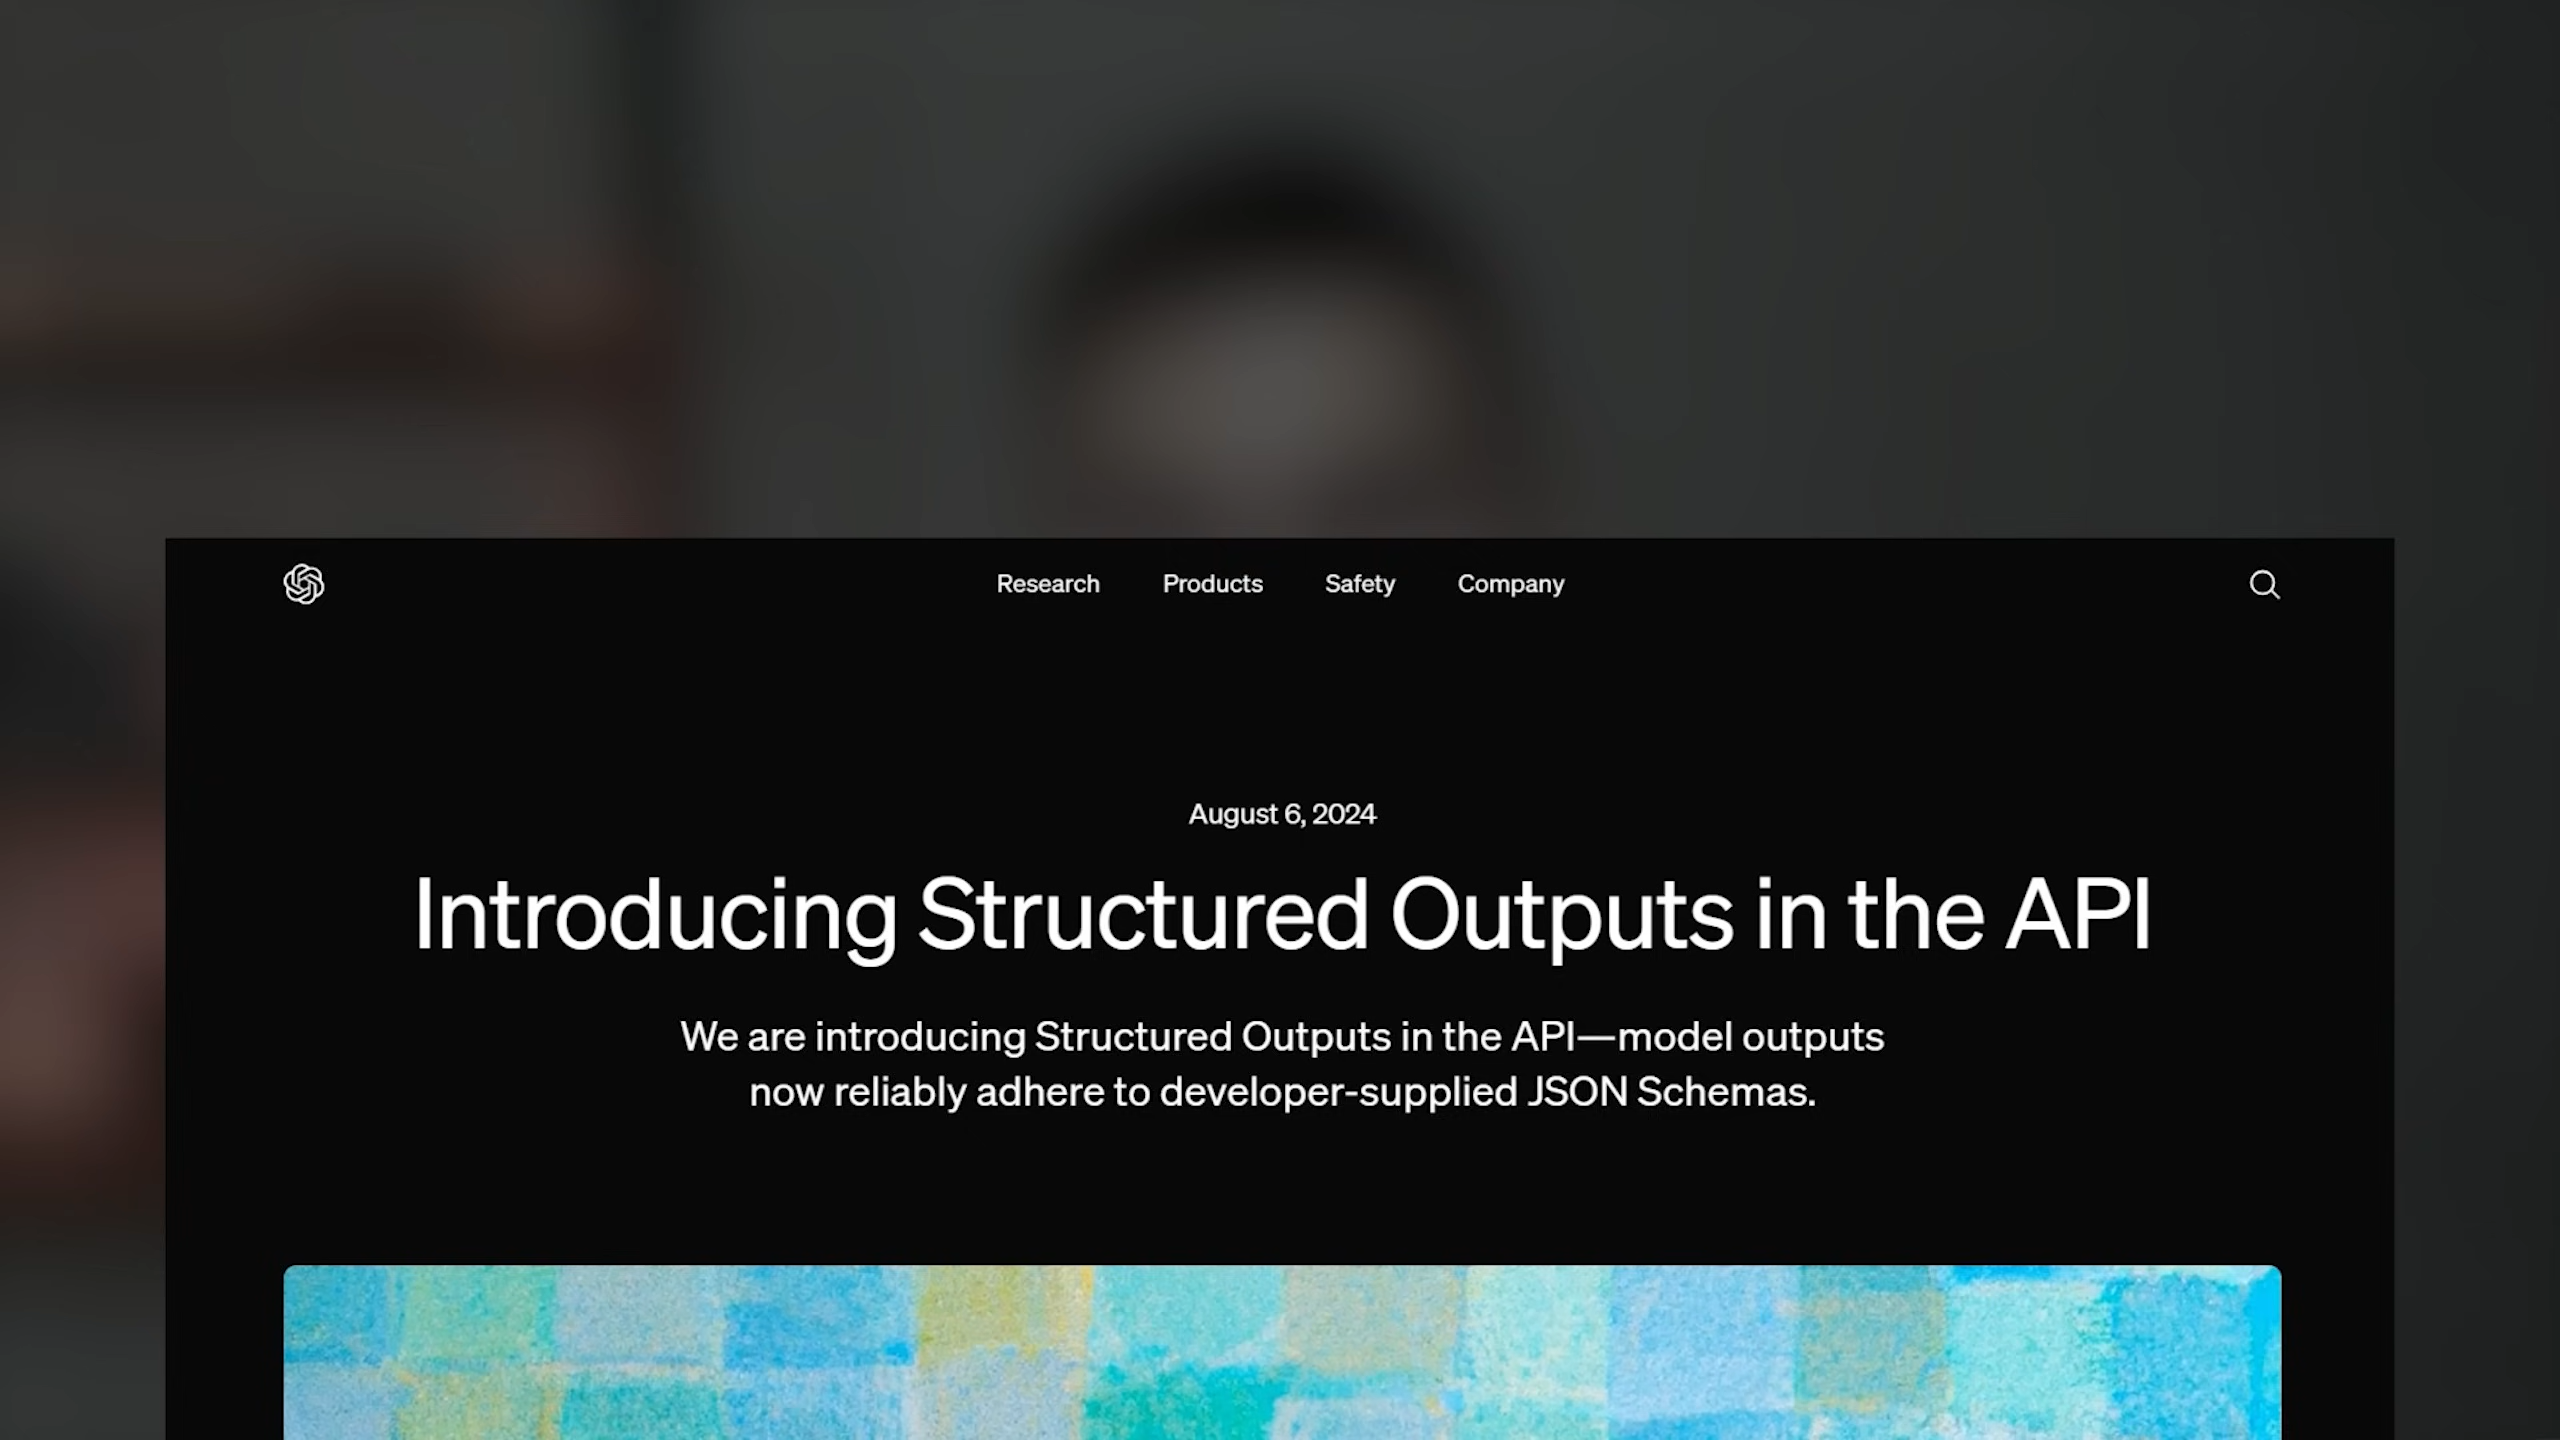 Research Products Safety Company
August 6, 2024
Introducing Structured Outputs in the API
We are introducing Structured Outputs in the API—model outputs
now reliably adhere to developer-supplied JSON Schemas.